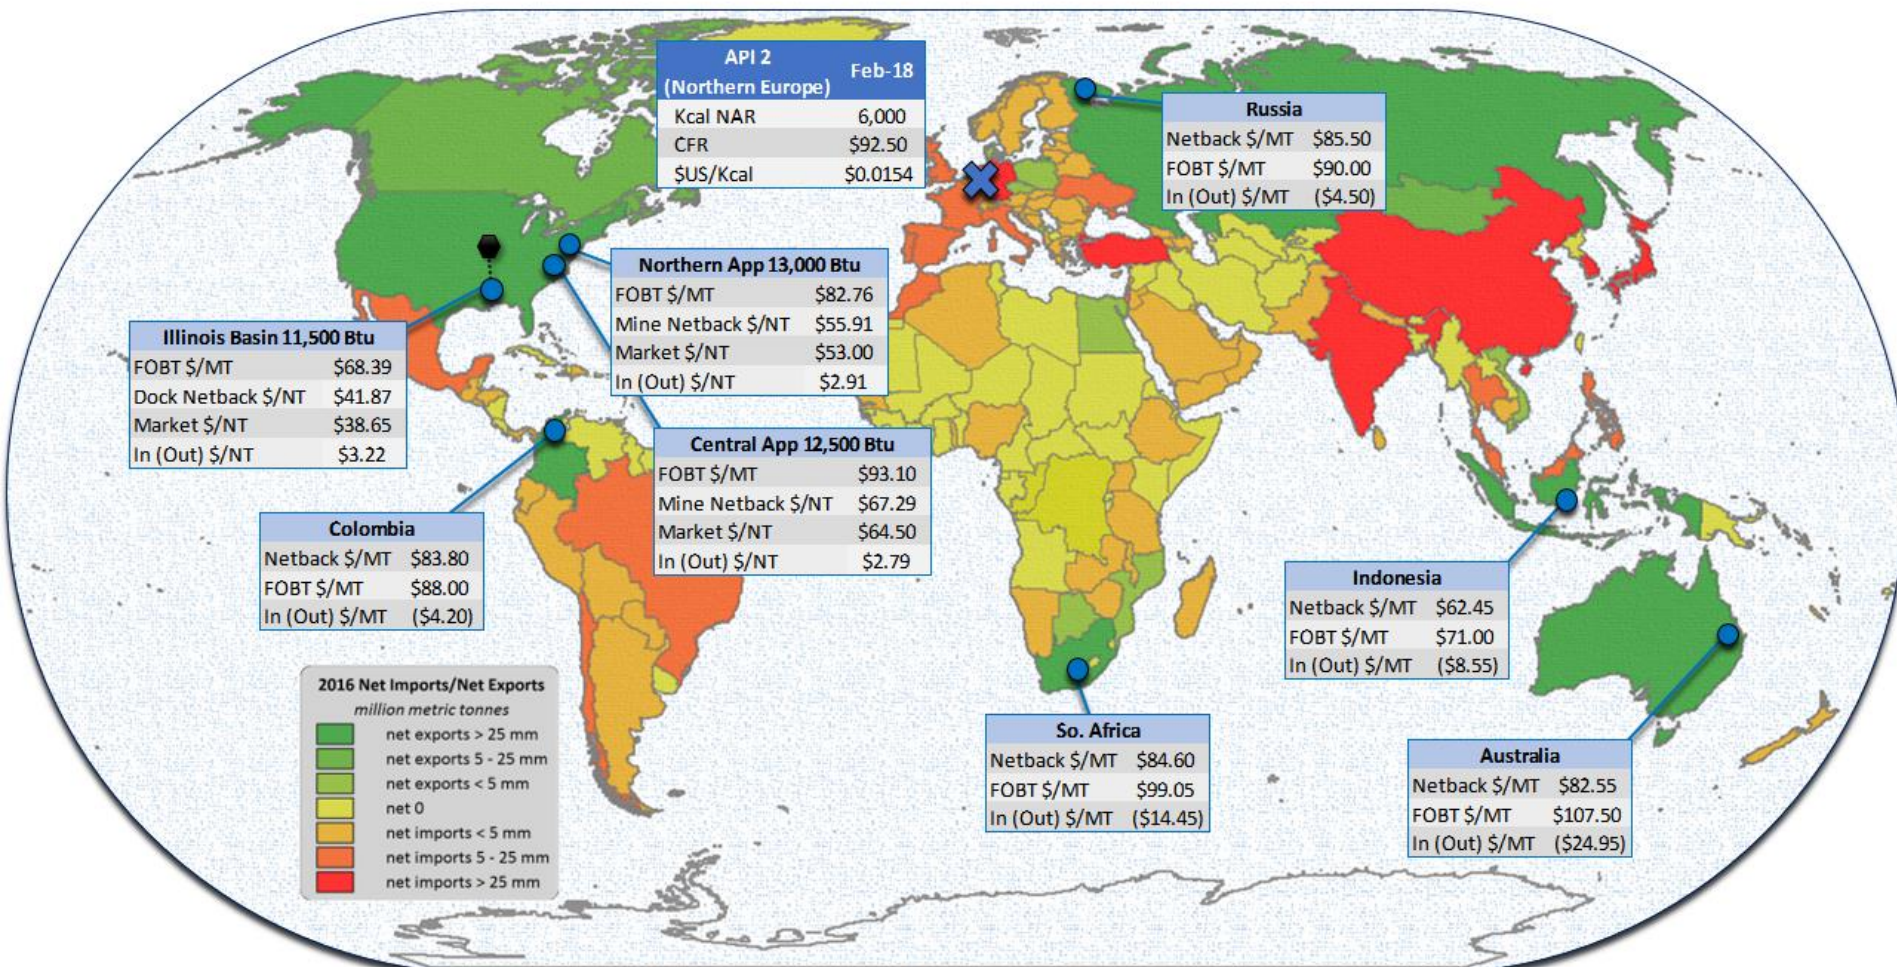 API 2 Feb-18
(Northern Europe)
Kcal NAR 6,000
CFR $92.50
$US/Kcal $0.0154
Russia
Netback $/MT $85.50
FOBT $/MT $90.00
In (Out) $/MT ($4.50)
Northern App 13,000 Btu
FOBT $/MT $82.76
Mine Netback $/NT $55.91
Market $/NT $53.00
In (Out) $/NT $2.91
Illinois Basin 11,500 Btu
FOBT $/MT $68.39
Dock Netback $/NT $41.87
Market $/NT $38.65
In (Out) $/NT $3.22
Central App 12,500 Btu
FOBT $/MT $93.10
Mine Netback $/NT $67.29
Market $/NT $64.50
In (Out) $/NT $2.79
Colombia
Netback $/MT $83.80
FOBT $/MT $88.00
In (Out) $/MT ($4.20)
Indonesia
Netback $/MT $62.45
FOBT $/MT $71.00
In (Out) $/MT ($8.55)
So. Africa
Netback $/MT $84.60
FOBT $/MT $99.05
In (Out) $/MT ($14.45)
Australia
Netback $/MT $82.55
FOBT $/MT $107.50
In (Out) $/MT ($24.95)
2016 Net Imports/Net Exports
million metric tonnes
net exports > 25 mm
net exports 5 - 25 mm
net exports < 5 mm
net 0
net imports < 5 mm
net imports 5 - 25 mm
net imports > 25 mm